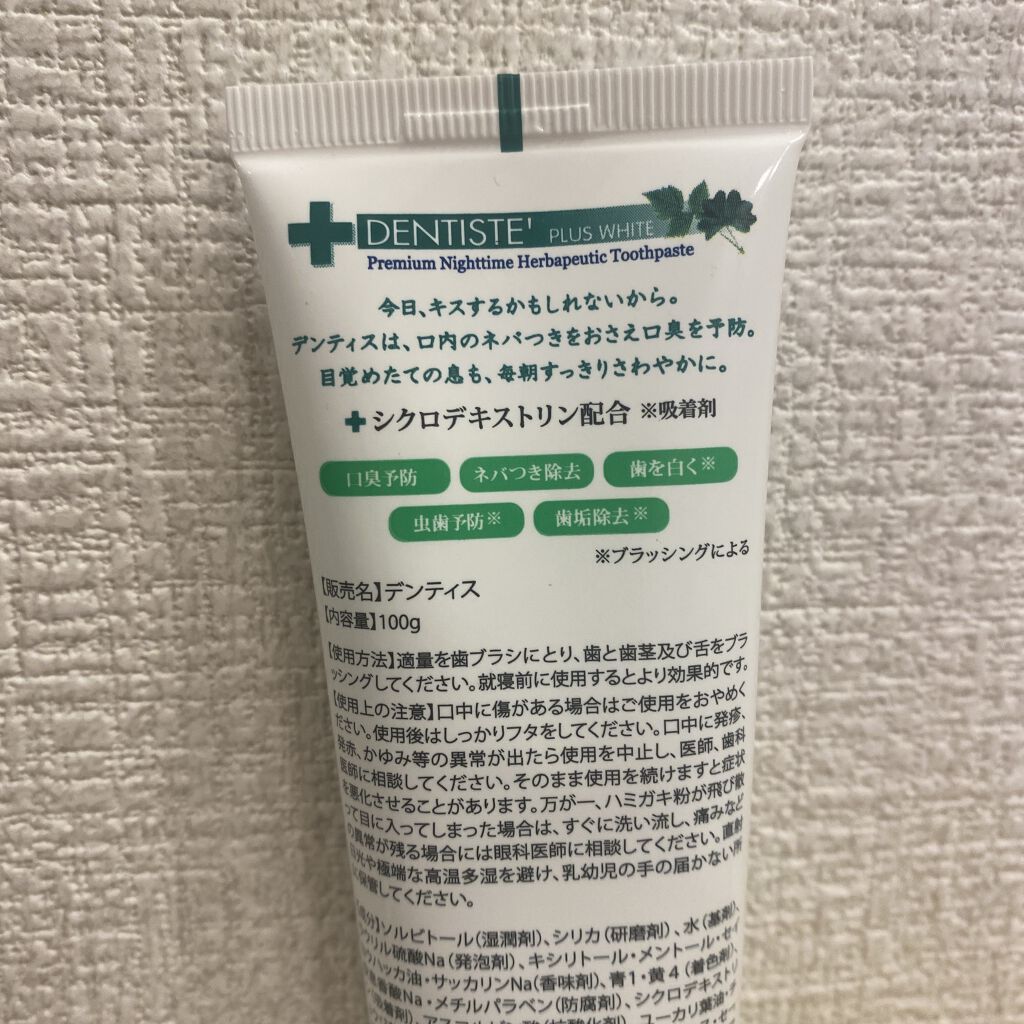 DENTISTE' PLUS WHITE
Premium Nighttime Herbapeutic Toothpaste
今日、キスするかもしれないから。
デンティスは、口内のネバつきをおさえ口臭を予防。
目覚めたての息も、毎朝すっきりさわやかに。
シクロデキストリン配合 ※吸着剤
口臭予防 ネバつき除去 歯を白く※
虫歯予防※ 歯垢除去※
※ブラッシングによる
【販売名】デンティス
【内容量】100g
【使用方法】適量を歯ブラシにとり、歯と歯茎及び舌をブラ
ッシングしてください。就寝前に使用するとより効果的です。
【使用上の注意】口中に傷がある場合はご使用をおやめく
ださい。使用後はしっかりフタをしてください。口中に発疹、
発赤、かゆみ等の異常が出たら使用を中止し、医師、歯科
医師に相談してください。そのまま使用を続けますと症状
を悪化させることがあります。万が一、ハミガキ粉が飛び散
って目に入ってしまった場合は、すぐに洗い流し、痛みなど
の異常が残る場合には眼科医師に相談してください。直射
日光や極端な高温多湿を避け、乳幼児の手の届かない所
に保管してください。
ソルビトール(湿潤剤)、シリカ(研磨剤)、水(基剤)、
ウリル硫酸Na(発泡剤)、キシリトール・メントール・セイ
ウハッカ油・サッカリンNa(香味剤)、青1・黄4(着色剤)、
息香酸Na・メチルパラベン(防腐剤)、シクロデキストリ
(吸着剤)、 ユーカリ葉油・